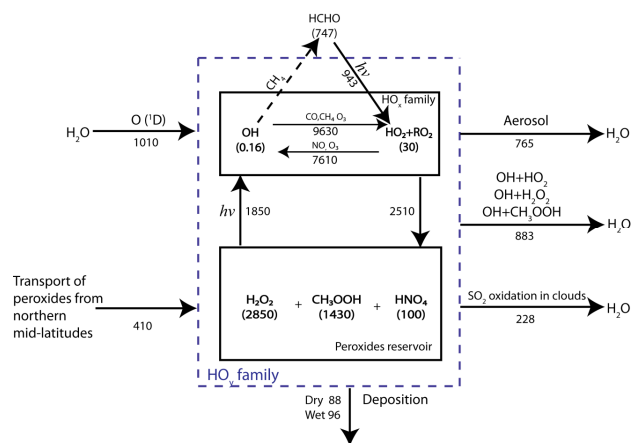 HCHO
(747)
CH₄
hν
943
HOₓ family
H₂O
O (¹D)
1010
OH
(0.16)
CO,CH₄ O₃
9630
NO, O₃
7610
HO₂+RO₂
(30)
Aerosol
765
H₂O
hν
1850
2510
OH+HO₂
OH+H₂O₂
OH+CH₃OOH
883
H₂O
Transport of
peroxides from
northern
mid-latitudes
410
H₂O₂
(2850)
+
CH₃OOH
(1430)
+
HNO₄
(100)
Peroxides reservoir
SO₂ oxidation in clouds
228
H₂O
HOᵧ family
Dry 88
Wet 96
Deposition